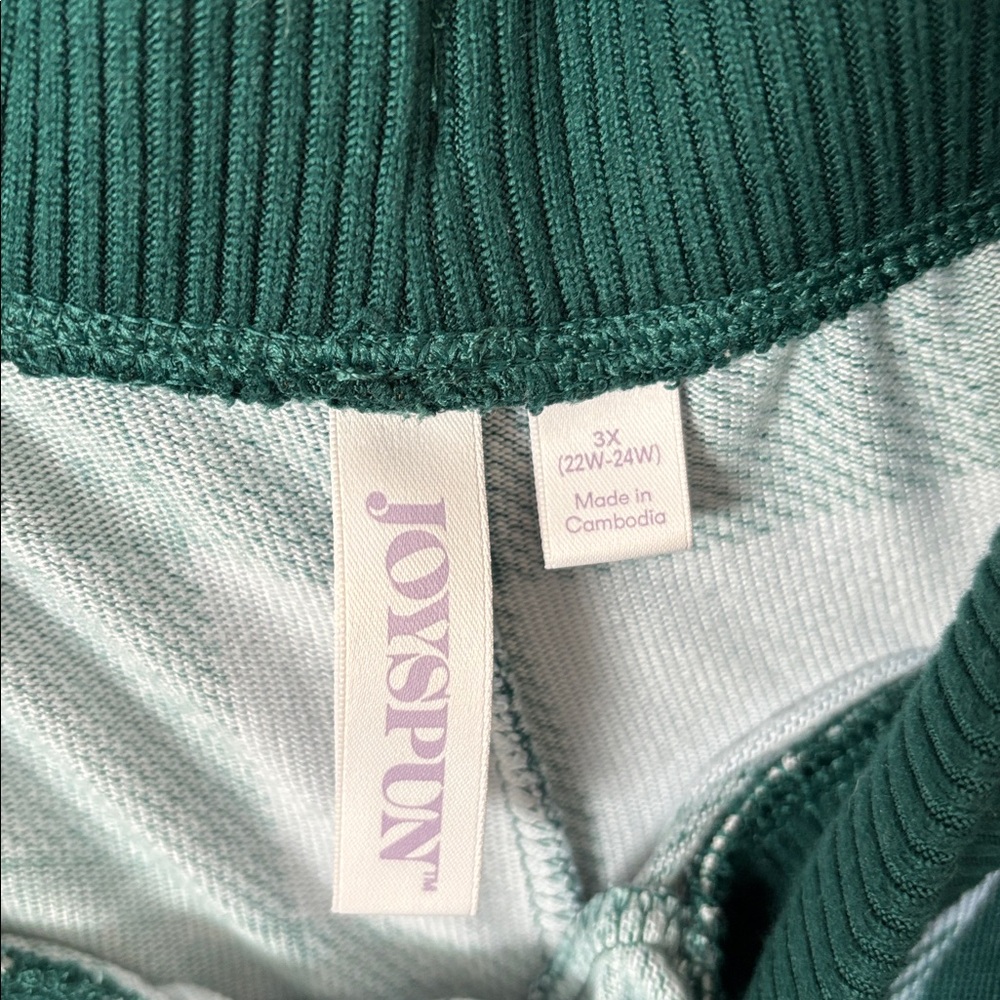 JOYSPUN™
3X
(22W-24W)
Made in
Cambodia